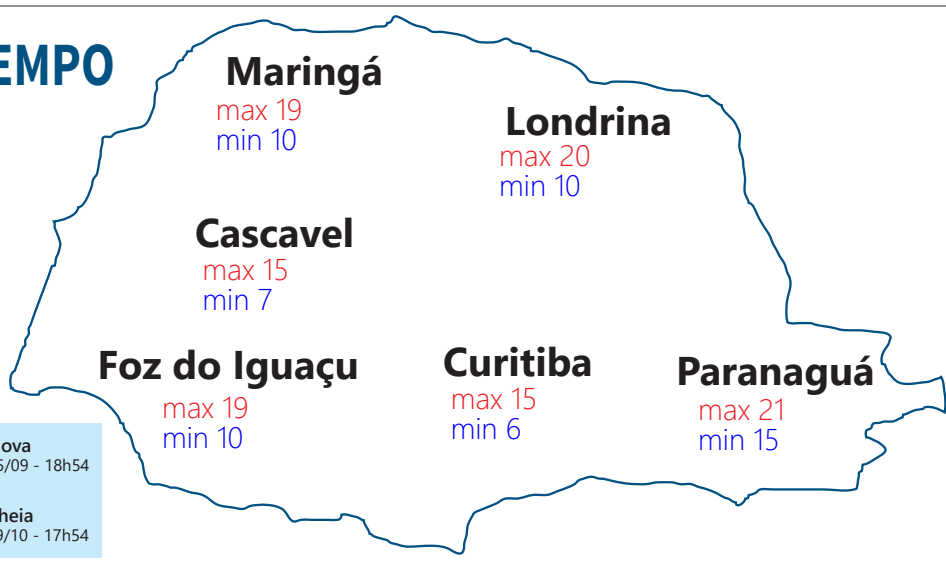 EMPO
Maringá
max 19
min 10
Londrina
max 20
min 10
Cascavel
max 15
min 7
Foz do Iguaçu
max 19
min 10
Curitiba
max 15
min 6
Paranaguá
max 21
min 15
ova
5/09 - 18h54
heia
9/10 - 17h54